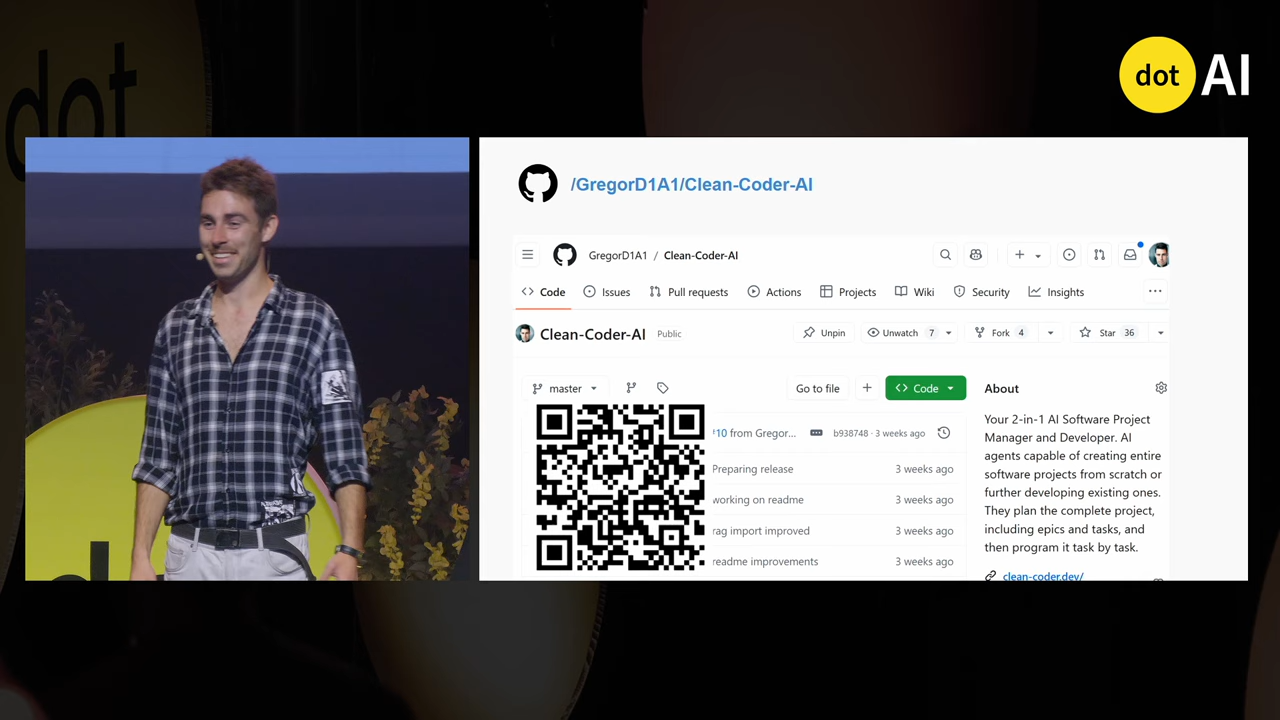 dot
dot AI
/GregorD1A1/Clean-Coder-AI
GregorD1A1 / Clean-Coder-AI
Code Issues Pull requests Actions Projects Wiki Security Insights
Clean-Coder-AI Public Unpin Unwatch 7 Fork 4 Star 36
master Go to file Code About
#10 from Gregor... b938748 · 3 weeks ago
Preparing release 3 weeks ago
working on readme 3 weeks ago
rag import improved 3 weeks ago
readme improvements 3 weeks ago
Your 2-in-1 AI Software Project
Manager and Developer. AI
agents capable of creating entire
software projects from scratch or
further developing existing ones.
They plan the complete project,
including epics and tasks, and
then program it task by task.
clean-coder.dev/